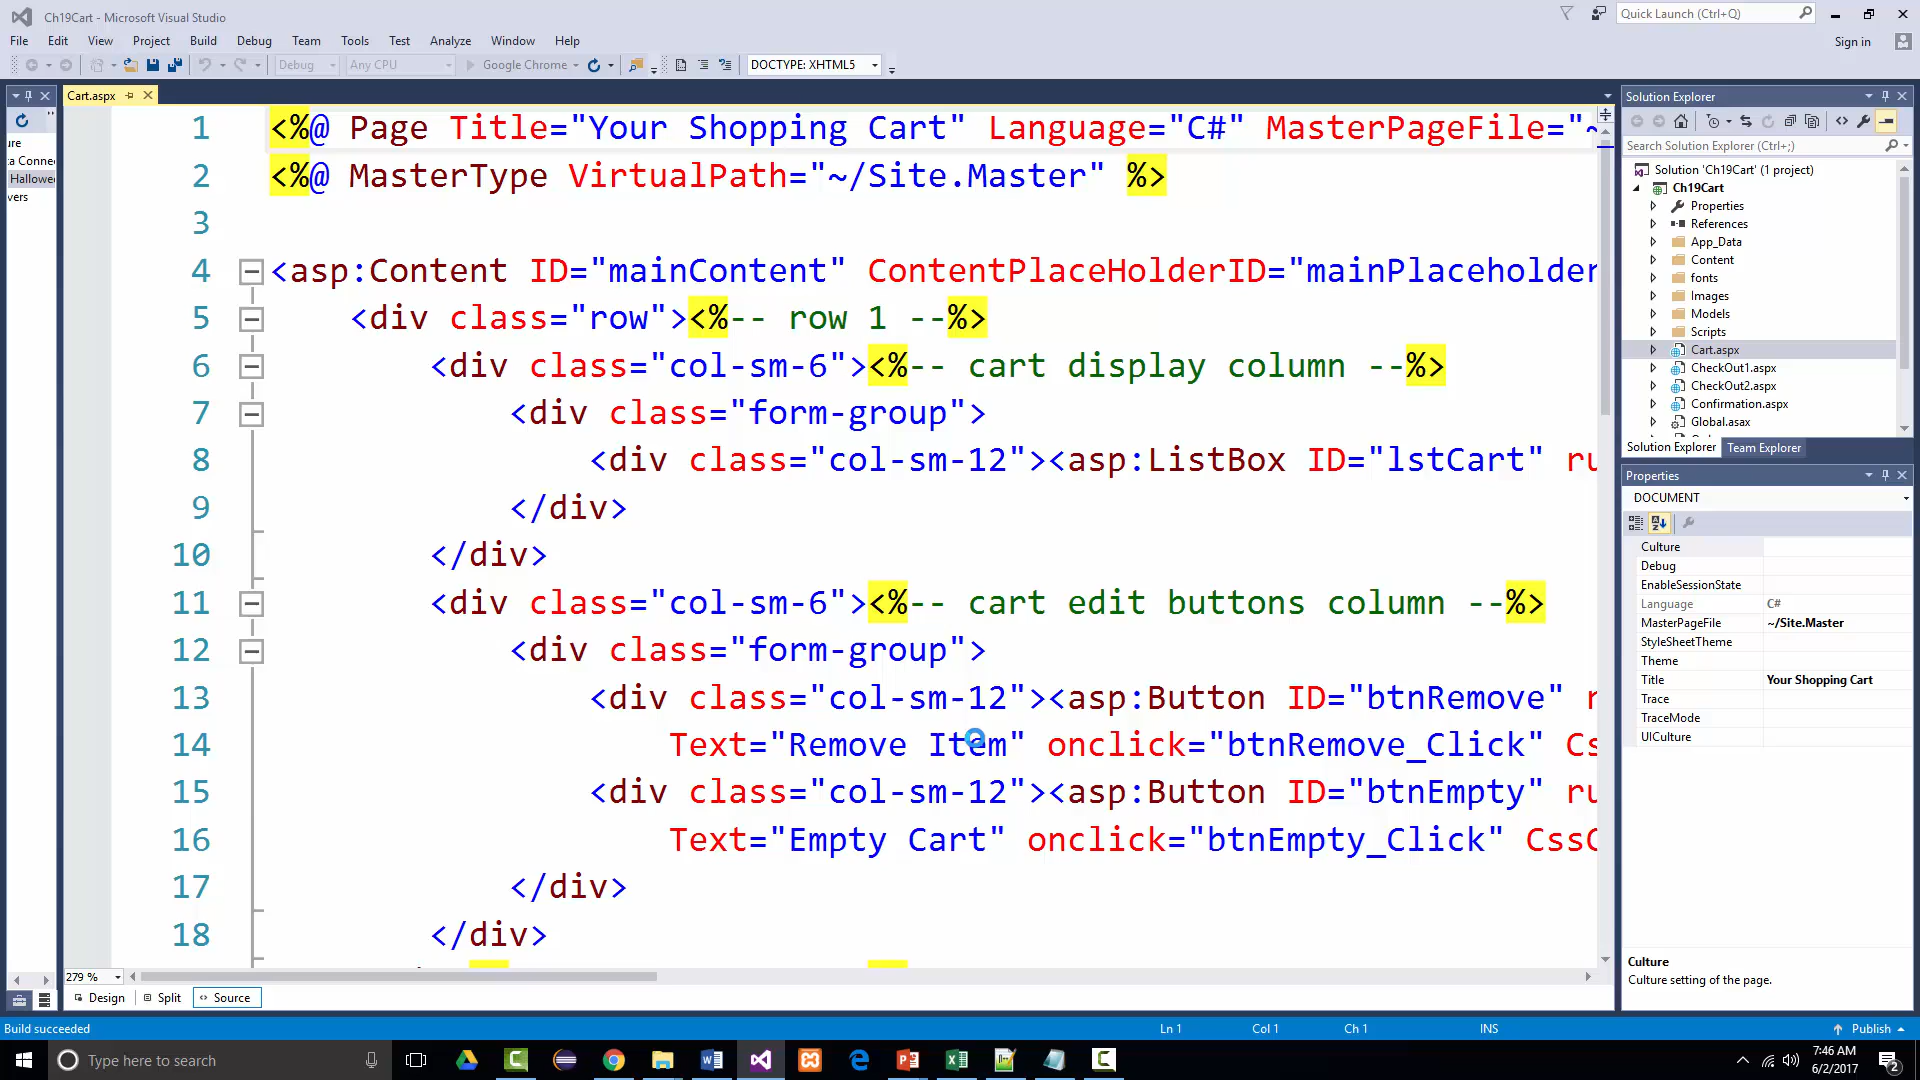 Ch19Cart - Microsoft Visual Studio
Quick Launch (Ctrl+Q)
File Edit View Project Build Debug Team Tools Test Analyze Window Help
Sign in
Debug Any CPU Google Chrome DOCTYPE: XHTML5
Cart.aspx
ure
ta Connec
Hallowe
vers
1 <%@ Page Title="Your Shopping Cart" Language="C#" MasterPageFile="~
2 <%@ MasterType VirtualPath="~/Site.Master" %>
3
4 <asp:Content ID="mainContent" ContentPlaceHolderID="mainPlaceholder
5 <div class="row"><%-- row 1 --%>
6 <div class="col-sm-6"><%-- cart display column --%>
7 <div class="form-group">
8 <div class="col-sm-12"><asp:ListBox ID="lstCart" ru
9 </div>
10 </div>
11 <div class="col-sm-6"><%-- cart edit buttons column --%>
12 <div class="form-group">
13 <div class="col-sm-12"><asp:Button ID="btnRemove" r
14 Text="Remove Item" onclick="btnRemove_Click" Cs
15 <div class="col-sm-12"><asp:Button ID="btnEmpty" ru
16 Text="Empty Cart" onclick="btnEmpty_Click" CssC
17 </div>
18 </div>
279 %
Design Split Source
Solution Explorer
Search Solution Explorer (Ctrl+;)
Solution 'Ch19Cart' (1 project)
Ch19Cart
Properties
References
App_Data
Content
fonts
Images
Models
Scripts
Cart.aspx
CheckOut1.aspx
CheckOut2.aspx
Confirmation.aspx
Global.asax
Solution Explorer Team Explorer
Properties
DOCUMENT
Culture
Debug
EnableSessionState
Language C#
MasterPageFile ~/Site.Master
StyleSheetTheme
Theme
Title Your Shopping Cart
Trace
TraceMode
UICulture
Culture
Culture setting of the page.
Build succeeded Ln 1 Col 1 Ch 1 INS Publish
Type here to search
7:46 AM
6/2/2017
2